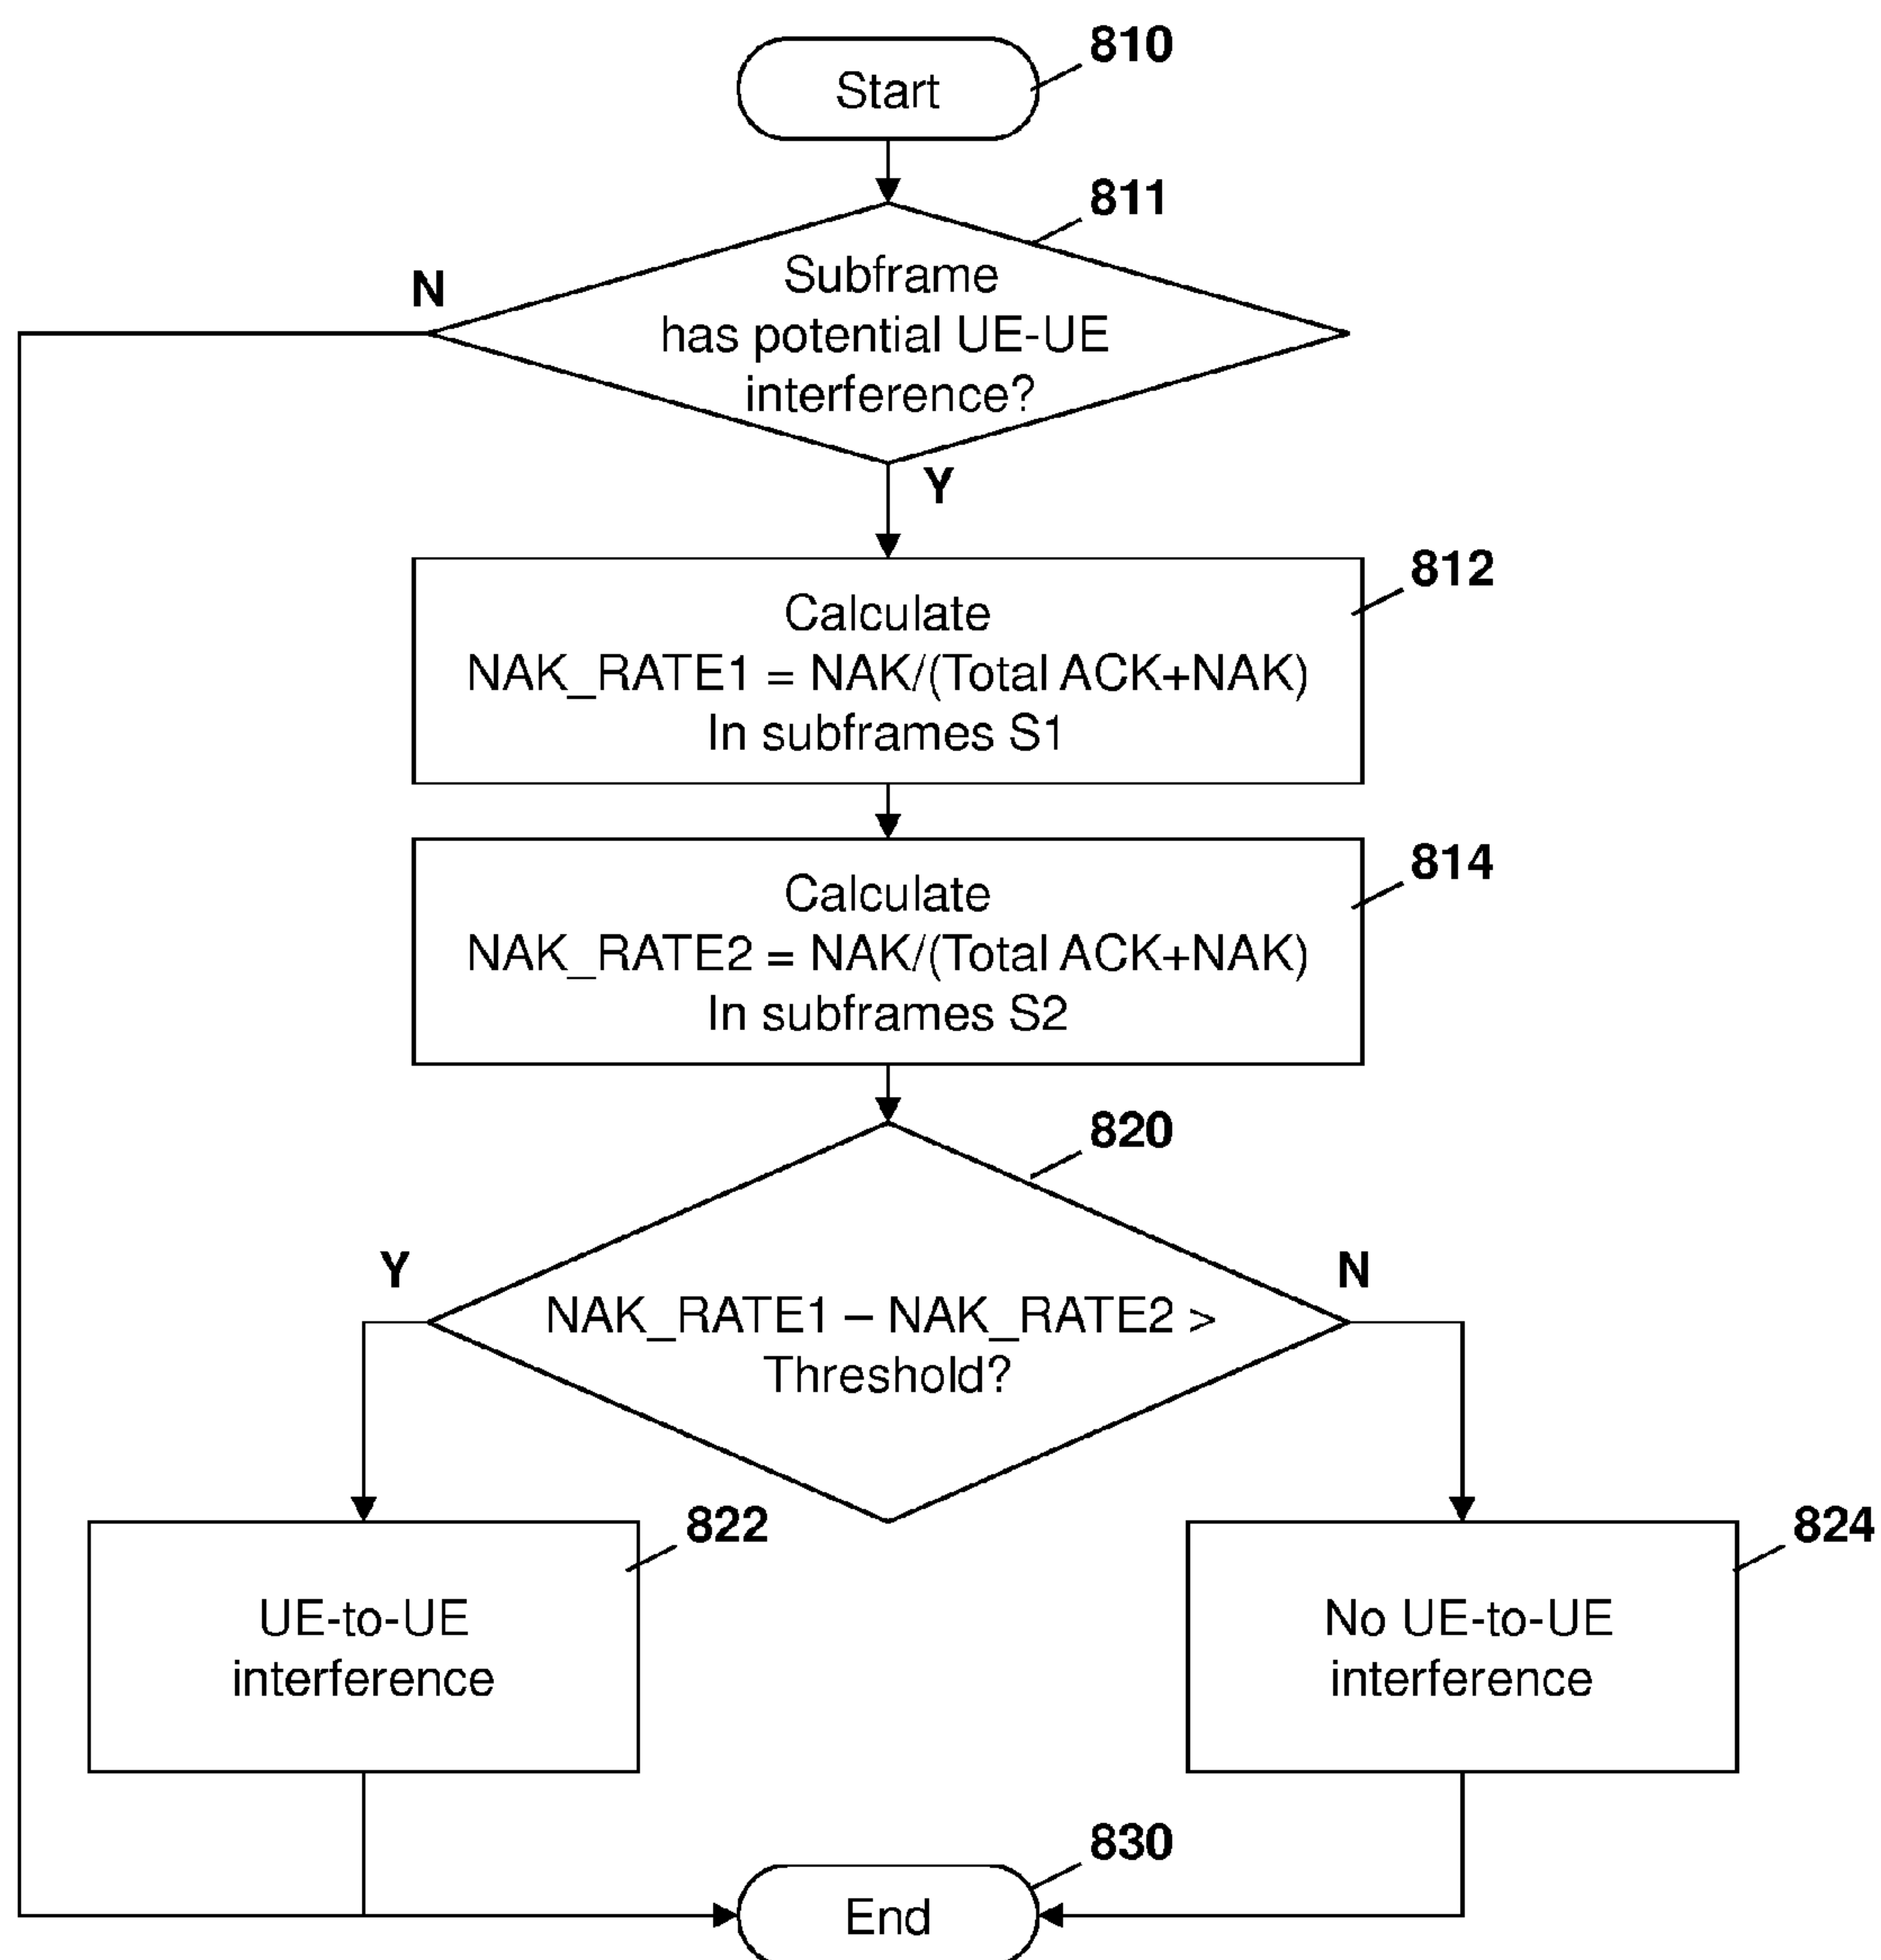 810
Start
811
N
Subframe
has potential UE-UE
interference?
Y
812
Calculate
NAK_RATE1 = NAK/(Total ACK+NAK)
In subframes S1
814
Calculate
NAK_RATE2 = NAK/(Total ACK+NAK)
In subframes S2
820
Y
N
NAK_RATE1 – NAK_RATE2 >
Threshold?
822
824
UE-to-UE
interference
No UE-to-UE
interference
830
End